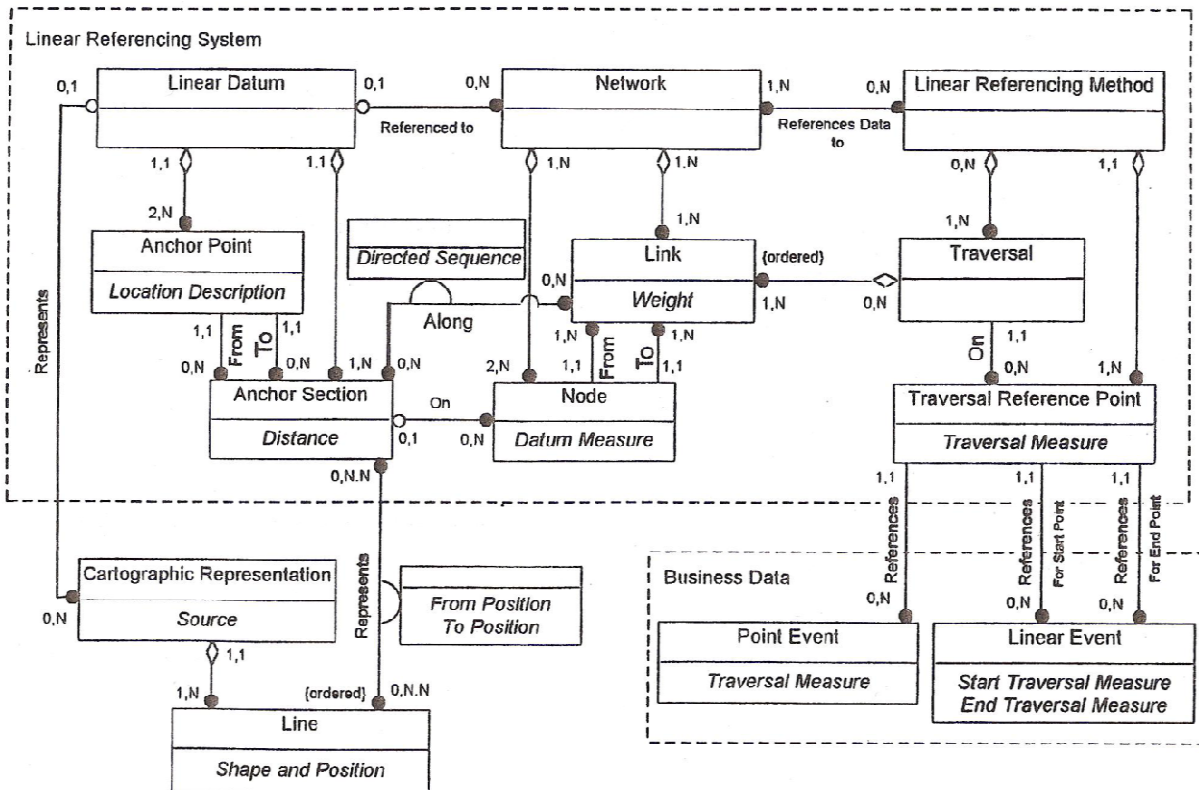 Linear Referencing System
0,1
Linear Datum
0,1
0,N
Network
1,N
0,N
Linear Referencing Method
Referenced to
References Data
to
1,1
1.1
1,N
1.N
0,N
1,1
2,N
1,N
1,N
Anchor Point
Location Description
Directed Sequence
Link
Weight
{ordered}
Traversal
0,N
1,N
0,N
Along
1,1
From
To
1,1
0,N
0,N
1,N
0,N
2,N
1,N
1,1
From
To
1,N
1,1
On
1,1
0,N
1,N
Represents
Anchor Section
Distance
On
0,1
0,N
Node
Datum Measure
Traversal Reference Point
Traversal Measure
0,N.N
1,1
1,1
1,1
References
References
For Start Point
References
For End Point
Cartographic Representation
Source
0,N
Represents
From Position
To Position
Business Data
0,N
0,N
0,N
Point Event
Traversal Measure
Linear Event
Start Traversal Measure
End Traversal Measure
1,1
1,N
{ordered}
0,N.N
Line
Shape and Position